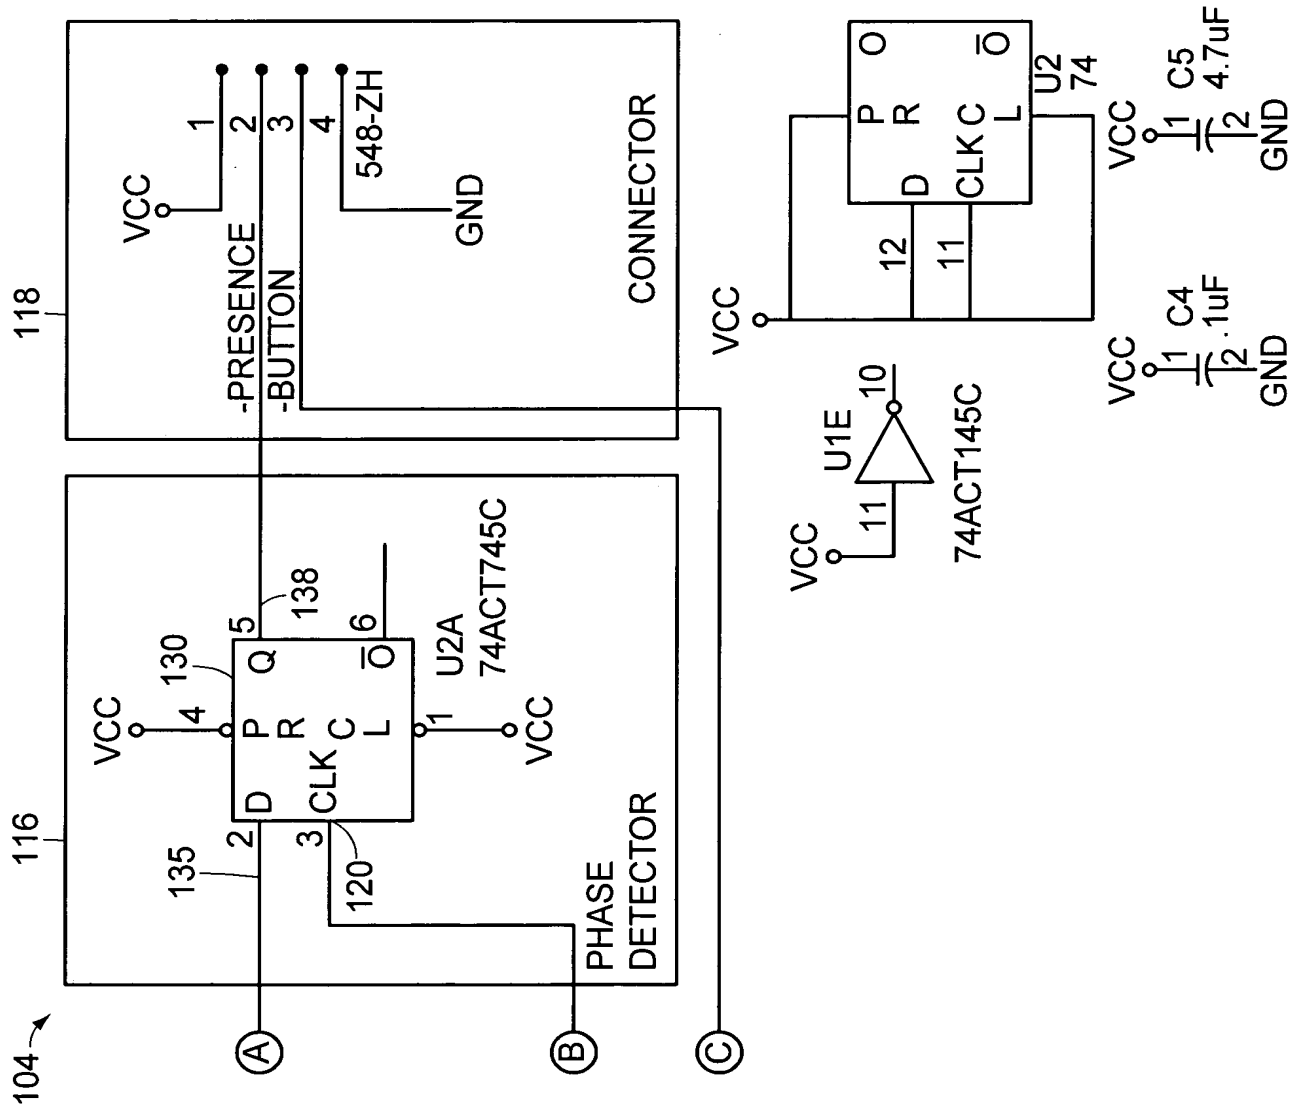 104
116
118
VCC
4
130
5
138
135
2
D
P
R
Q
3
CLK
C
L
O
6
120
1
VCC
U2A
74ACT745C
PHASE
DETECTOR
A
B
C
VCC
1
2
3
4
-PRESENCE
-BUTTON
548-ZH
GND
CONNECTOR
VCC
11
U1E
10
74ACT145C
VCC
12
11
D
CLK
P
R
C
L
O
O
U2
74
VCC
1
2
C4
.1uF
GND
VCC
1
2
C5
4.7uF
GND